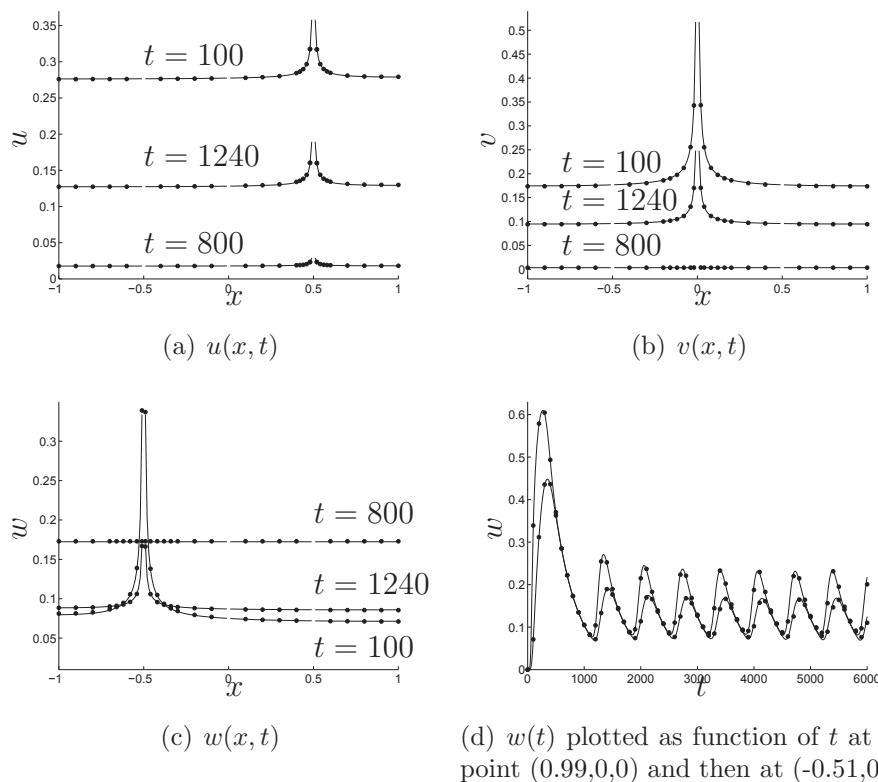 0.35
0.3
0.25
0.2
0.15
0.1
0.05
0
−1
−0.5
0
0.5
1
u
x
t = 100
t = 1240
t = 800
(a) u(x, t)
0.5
0.45
0.4
0.35
0.3
0.25
0.2
0.15
0.1
0.05
0
−1
−0.5
0
0.5
1
v
x
t = 100
t = 1240
t = 800
(b) v(x, t)
0.3
0.25
0.2
0.15
0.1
0.05
−1
−0.5
0
0.5
1
w
x
t = 800
t = 1240
t = 100
(c) w(x, t)
0.6
0.5
0.4
0.3
0.2
0.1
0
0
1000
2000
3000
4000
5000
6000
w
t
(d) w(t) plotted as function of t at
point (0.99,0,0) and then at (-0.51,0